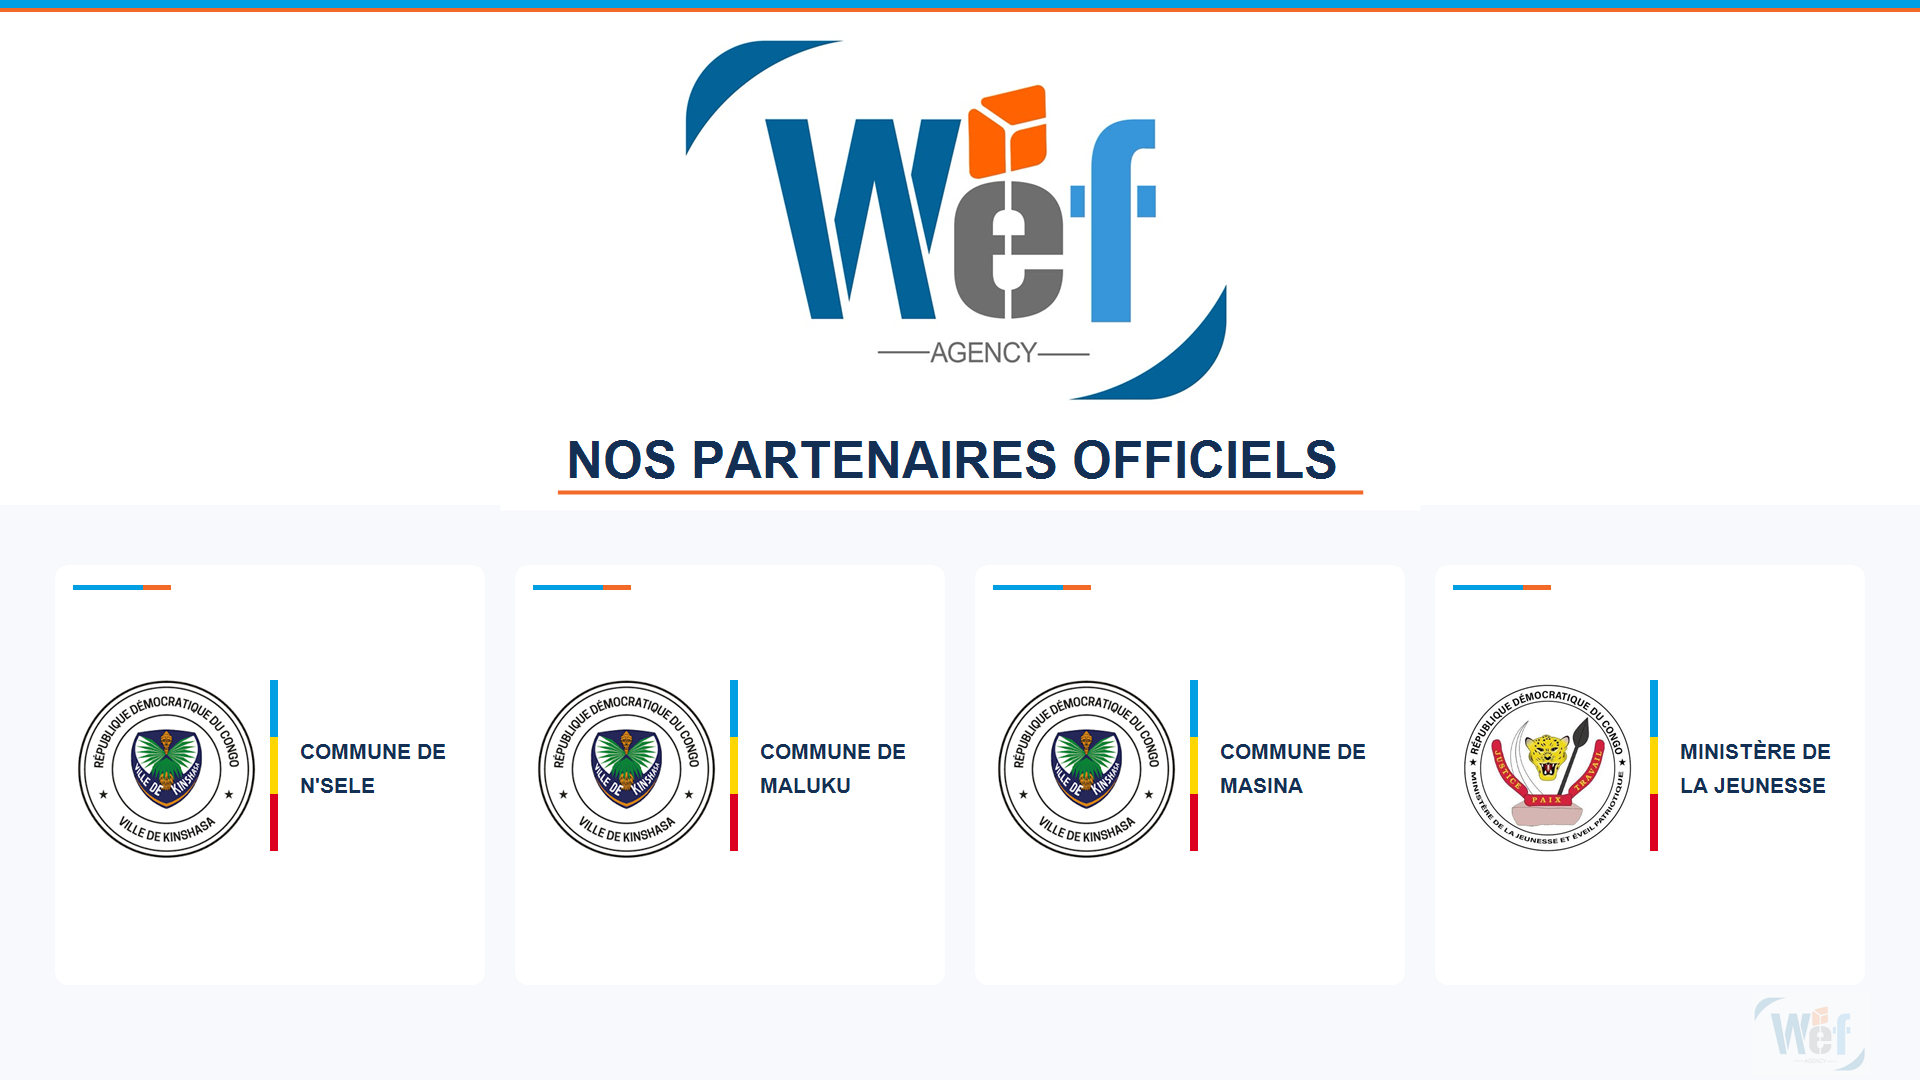 Wéf
AGENCY
NOS PARTENAIRES OFFICIELS
RÉPUBLIQUE DÉMOCRATIQUE DU CONGO
VILLE DE KINSHASA
VILLE DE KINSHASA
COMMUNE DE
N'SELE
RÉPUBLIQUE DÉMOCRATIQUE DU CONGO
VILLE DE KINSHASA
VILLE DE KINSHASA
COMMUNE DE
MALUKU
RÉPUBLIQUE DÉMOCRATIQUE DU CONGO
VILLE DE KINSHASA
VILLE DE KINSHASA
COMMUNE DE
MASINA
RÉPUBLIQUE DÉMOCRATIQUE DU CONGO
JUSTICE PAIX TRAVAIL
MINISTÈRE DE LA JEUNESSE ET ÉVEIL PATRIOTIQUE
MINISTÈRE DE
LA JEUNESSE
Wéf
AGENCY